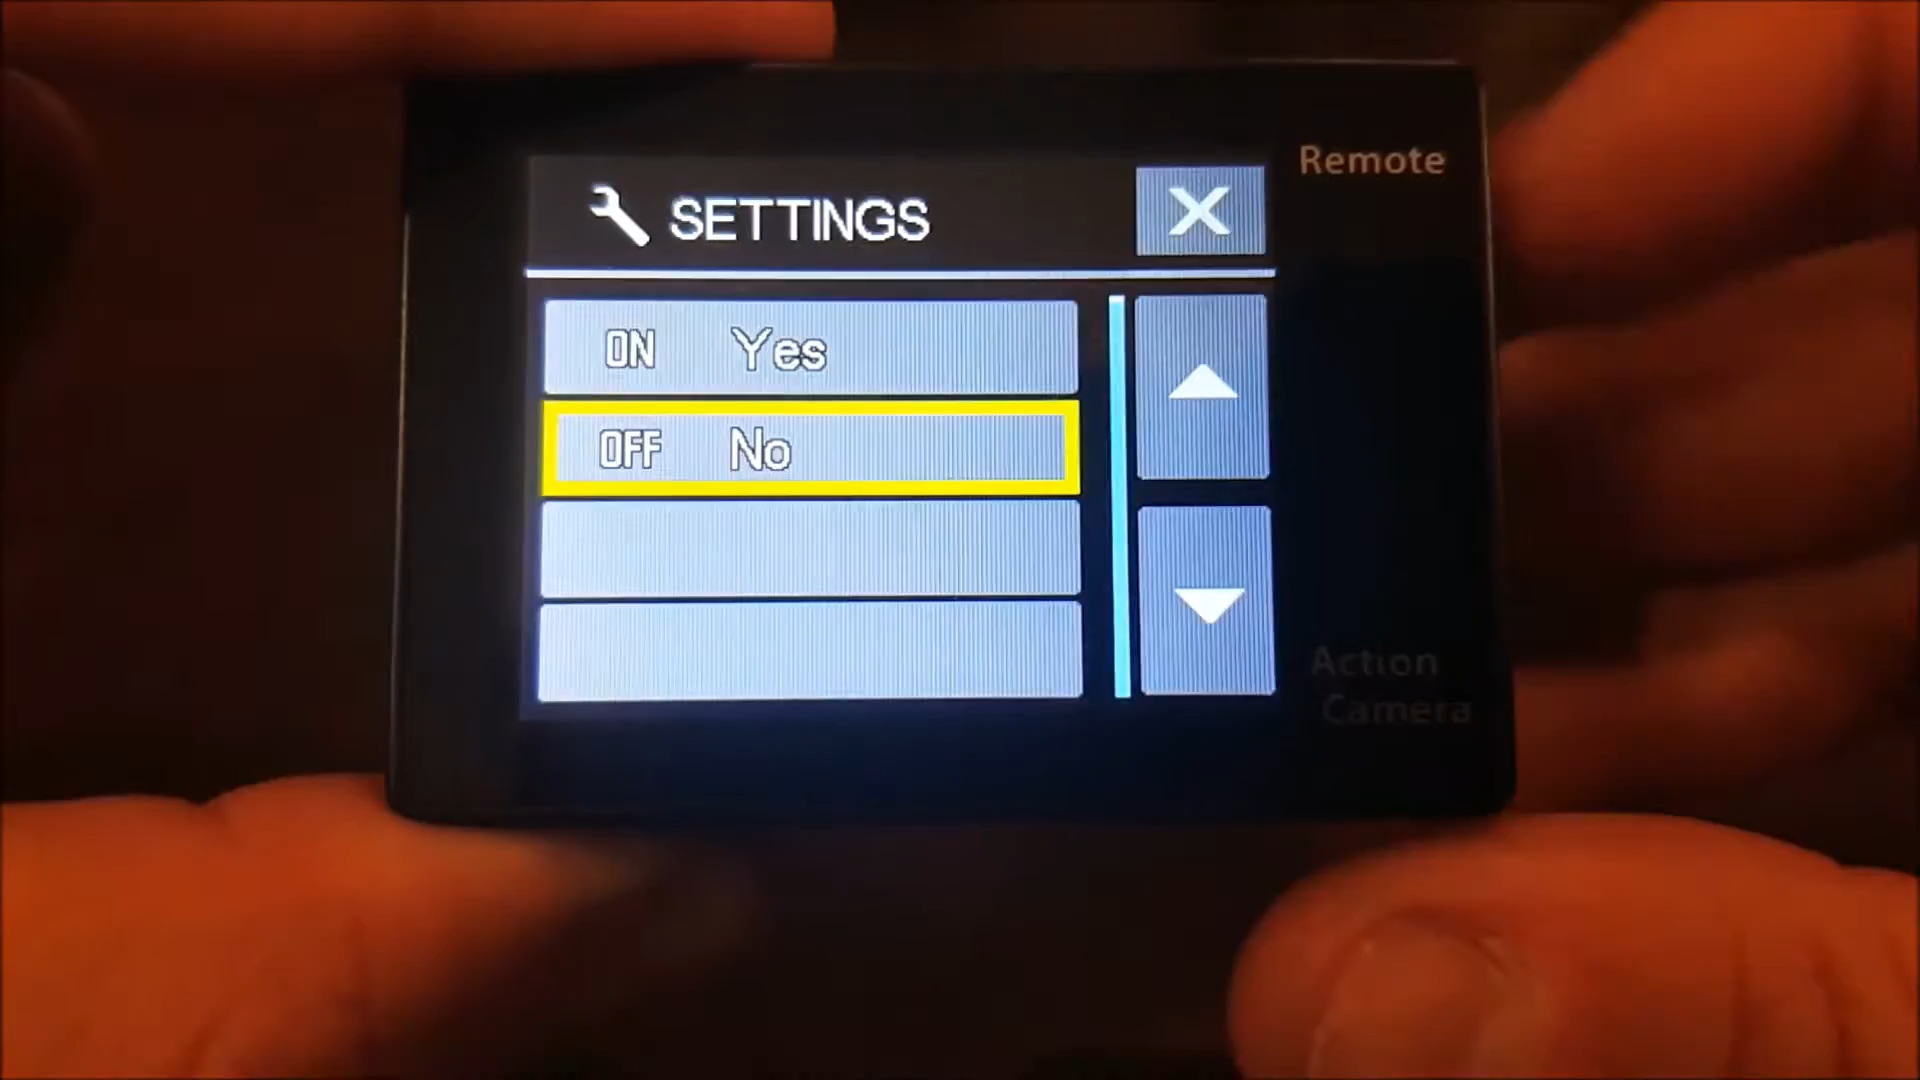 Remote
SETTINGS
X
ON Yes
OFF No
Action
Camera